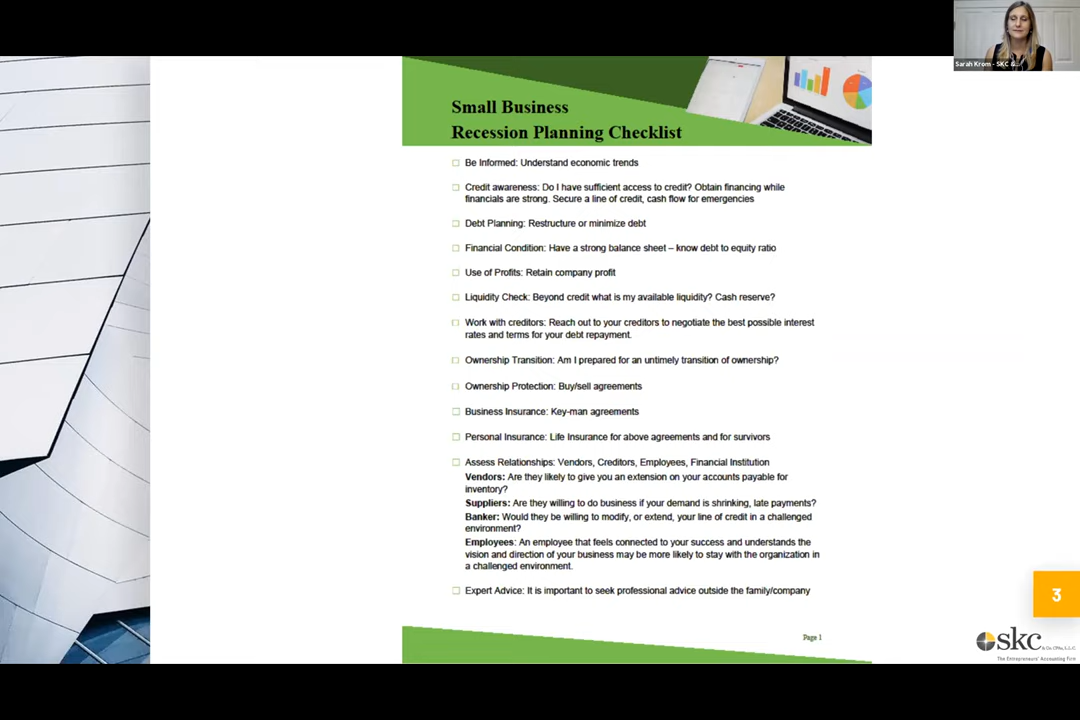 Sarah Krom - SKC &...
Small Business
Recession Planning Checklist
Be Informed: Understand economic trends
Credit awareness: Do I have sufficient access to credit? Obtain financing while
financials are strong. Secure a line of credit, cash flow for emergencies
Debt Planning: Restructure or minimize debt
Financial Condition: Have a strong balance sheet – know debt to equity ratio
Use of Profits: Retain company profit
Liquidity Check: Beyond credit what is my available liquidity? Cash reserve?
Work with creditors: Reach out to your creditors to negotiate the best possible interest
rates and terms for your debt repayment.
Ownership Transition: Am I prepared for an untimely transition of ownership?
Ownership Protection: Buy/sell agreements
Business Insurance: Key-man agreements
Personal Insurance: Life Insurance for above agreements and for survivors
Assess Relationships: Vendors, Creditors, Employees, Financial Institution
Vendors: Are they likely to give you an extension on your accounts payable for
inventory?
Suppliers: Are they willing to do business if your demand is shrinking, late payments?
Banker: Would they be willing to modify, or extend, your line of credit in a challenged
environment?
Employees: An employee that feels connected to your success and understands the
vision and direction of your business may be more likely to stay with the organization in
a challenged environment.
Expert Advice: It is important to seek professional advice outside the family/company
Page 1
3
skc & Co. CPAs, L.L.C.
The Entrepreneurs' Accounting Firm